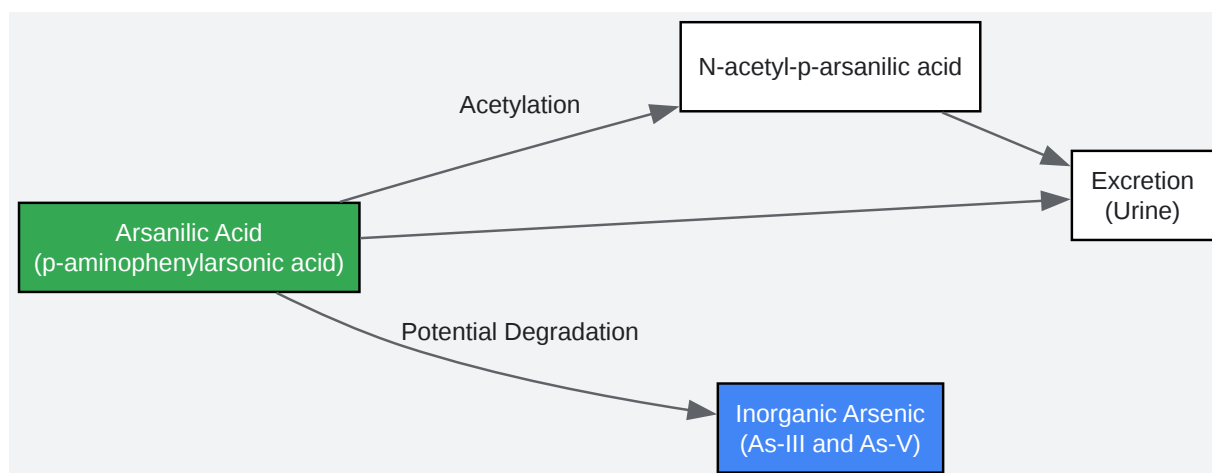 N-acetyl-p-arsanilic acid
Acetylation
Excretion
(Urine)
Arsanilic Acid
(p-aminophenylarsonic acid)
Potential Degradation
Inorganic Arsenic
(As-III and As-V)